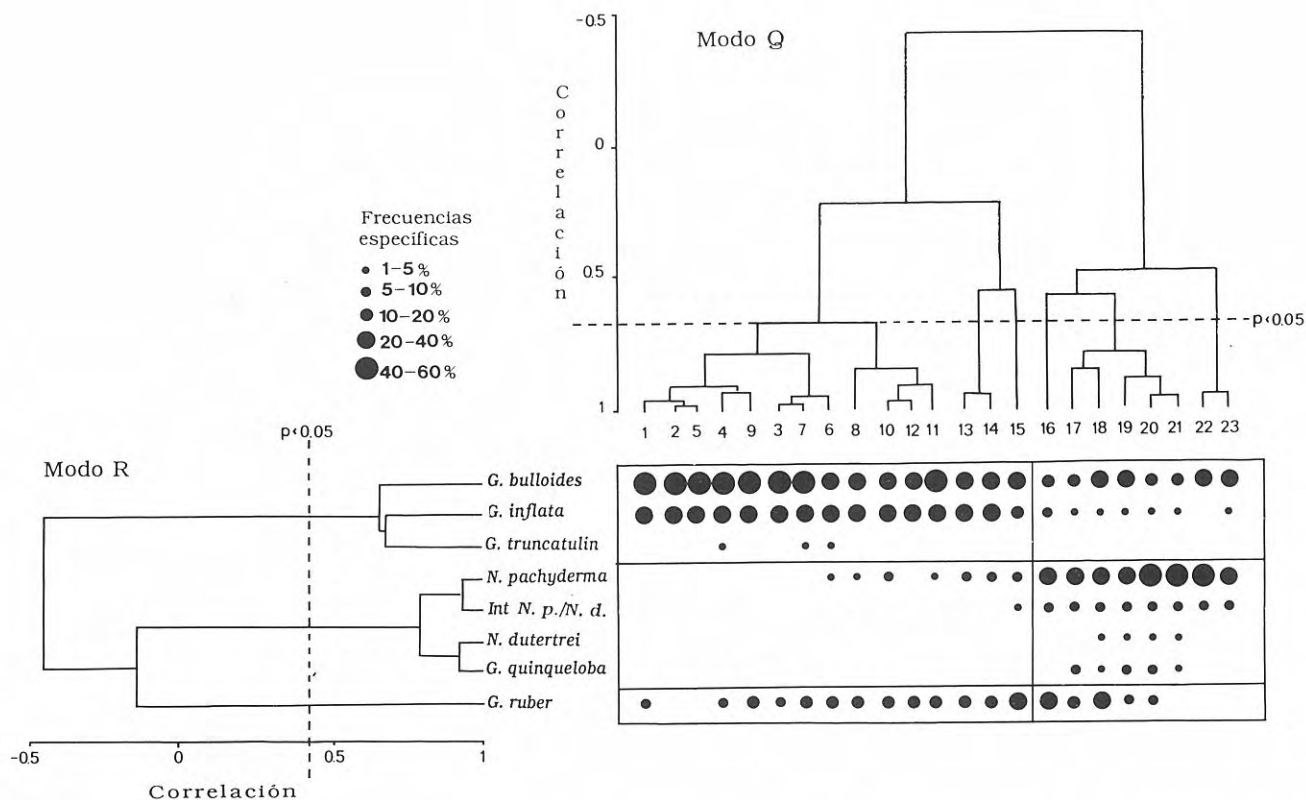 -0.5
Modo Q
Correlación
0
0.5
1
p<0.05
Frecuencias
específicas
1-5%
5-10%
10-20%
20-40%
40-60%
1 2 5 4 9 3 7 6 8 10 12 11 13 14 15 16 17 18 19 20 21 22 23
p<0.05
Modo R
G. bulloides
G. inflata
G. truncatulin
N. pachyderma
Int N. p./N. d.
N. dutertrei
G. quinqueloba
G. ruber
-0.5 0 0.5 1
Correlación